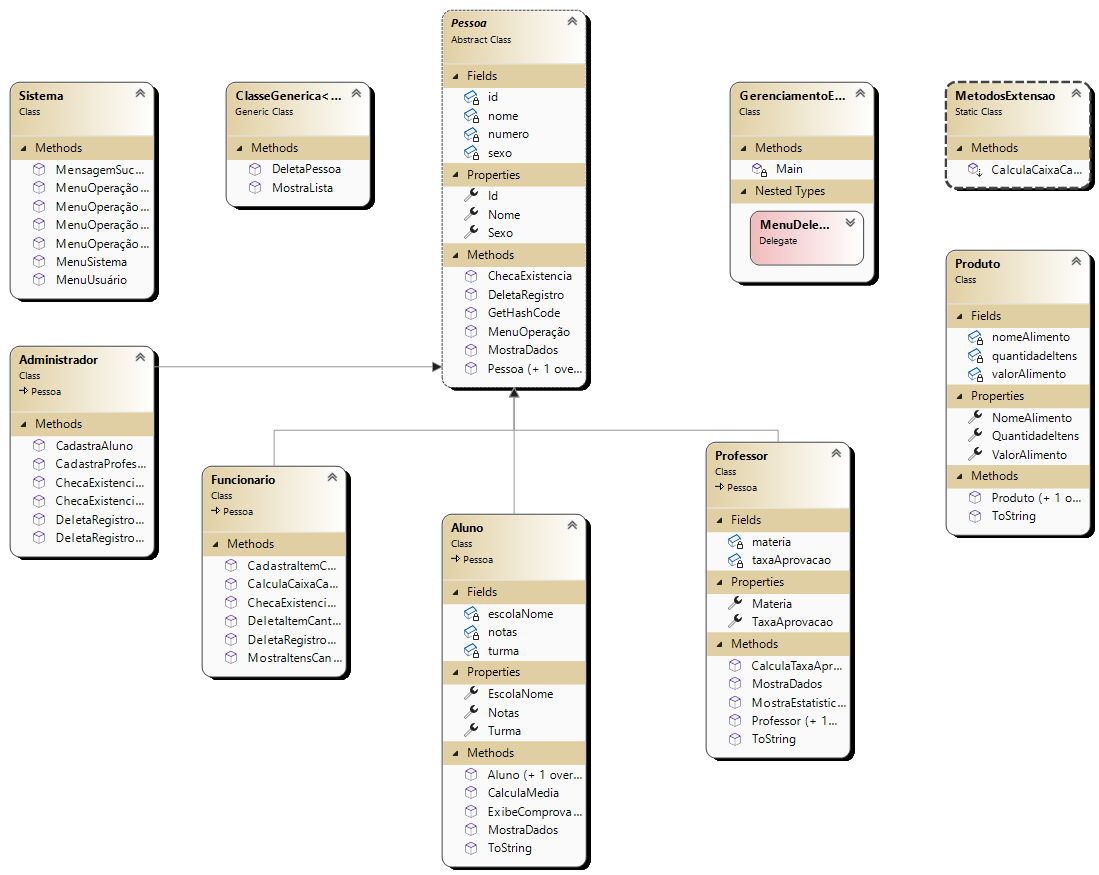 Pessoa
Abstract Class
Fields
id
nome
numero
sexo
Properties
Id
Nome
Sexo
Methods
ChecaExistencia
DeletaRegistro
GetHashCode
MenuOperação
MostraDados
Pessoa (+ 1 ove...
Sistema
Class
Methods
MensagemSuc...
MenuOperação...
MenuOperação...
MenuOperação...
MenuOperação...
MenuSistema
MenuUsuário
ClasseGenerica<...
Generic Class
Methods
DeletaPessoa
MostraLista
GerenciamentoE...
Class
Methods
Main
Nested Types
MenuDele...
Delegate
MetodosExtensao
Static Class
Methods
CalculaCaixaCa...
Produto
Class
Fields
nomeAlimento
quantidadeItens
valorAlimento
Properties
NomeAlimento
QuantidadeItens
ValorAlimento
Methods
Produto (+ 1 o...
ToString
Administrador
Class
Pessoa
Methods
CadastraAluno
CadastraProfes...
ChecaExistenci...
ChecaExistenci...
DeletaRegistro...
DeletaRegistro...
Funcionario
Class
Pessoa
Methods
CadastraItemC...
CalculaCaixaCa...
ChecaExistenci...
DeletaItemCant...
DeletaRegistro...
MostraItensCan...
Aluno
Class
Pessoa
Fields
escolaNome
notas
turma
Properties
EscolaNome
Notas
Turma
Methods
Aluno (+ 1 over...
CalculaMedia
ExibeComprova...
MostraDados
ToString
Professor
Class
Pessoa
Fields
materia
taxaAprovacao
Properties
Materia
TaxaAprovacao
Methods
CalculaTaxaApr...
MostraDados
MostraEstatistic...
Professor (+ 1...
ToString